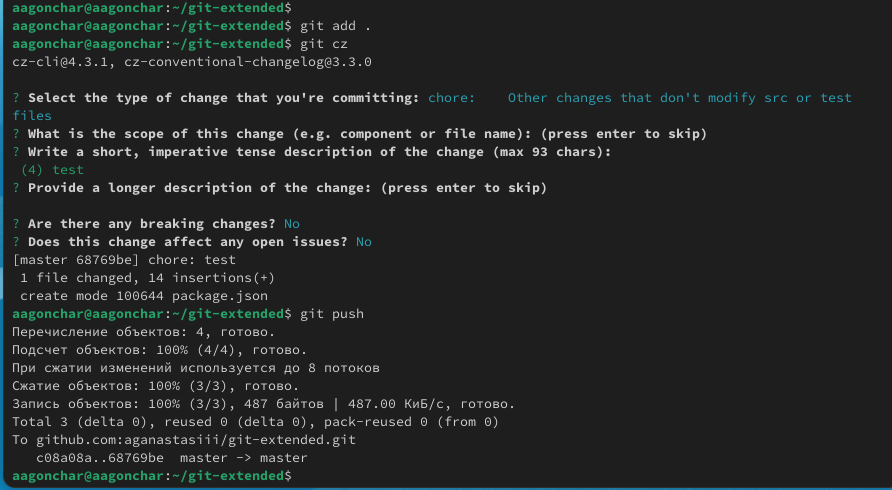 aagonchar@aagonchar:~/git-extended$
aagonchar@aagonchar:~/git-extended$ git add .
aagonchar@aagonchar:~/git-extended$ git cz
cz-cli@4.3.1, cz-conventional-changelog@3.3.0
? Select the type of change that you're committing: chore:    Other changes that don't modify src or test
files
? What is the scope of this change (e.g. component or file name): (press enter to skip)
? Write a short, imperative tense description of the change (max 93 chars):
 (4) test
? Provide a longer description of the change: (press enter to skip)
? Are there any breaking changes? No
? Does this change affect any open issues? No
[master 68769be] chore: test
 1 file changed, 14 insertions(+)
 create mode 100644 package.json
aagonchar@aagonchar:~/git-extended$ git push
Перечисление объектов: 4, готово.
Подсчет объектов: 100% (4/4), готово.
При сжатии изменений используется до 8 потоков
Сжатие объектов: 100% (3/3), готово.
Запись объектов: 100% (3/3), 487 байтов | 487.00 КиБ/с, готово.
Total 3 (delta 0), reused 0 (delta 0), pack-reused 0 (from 0)
To github.com:aganastasiii/git-extended.git
   c08a08a..68769be  master -> master
aagonchar@aagonchar:~/git-extended$